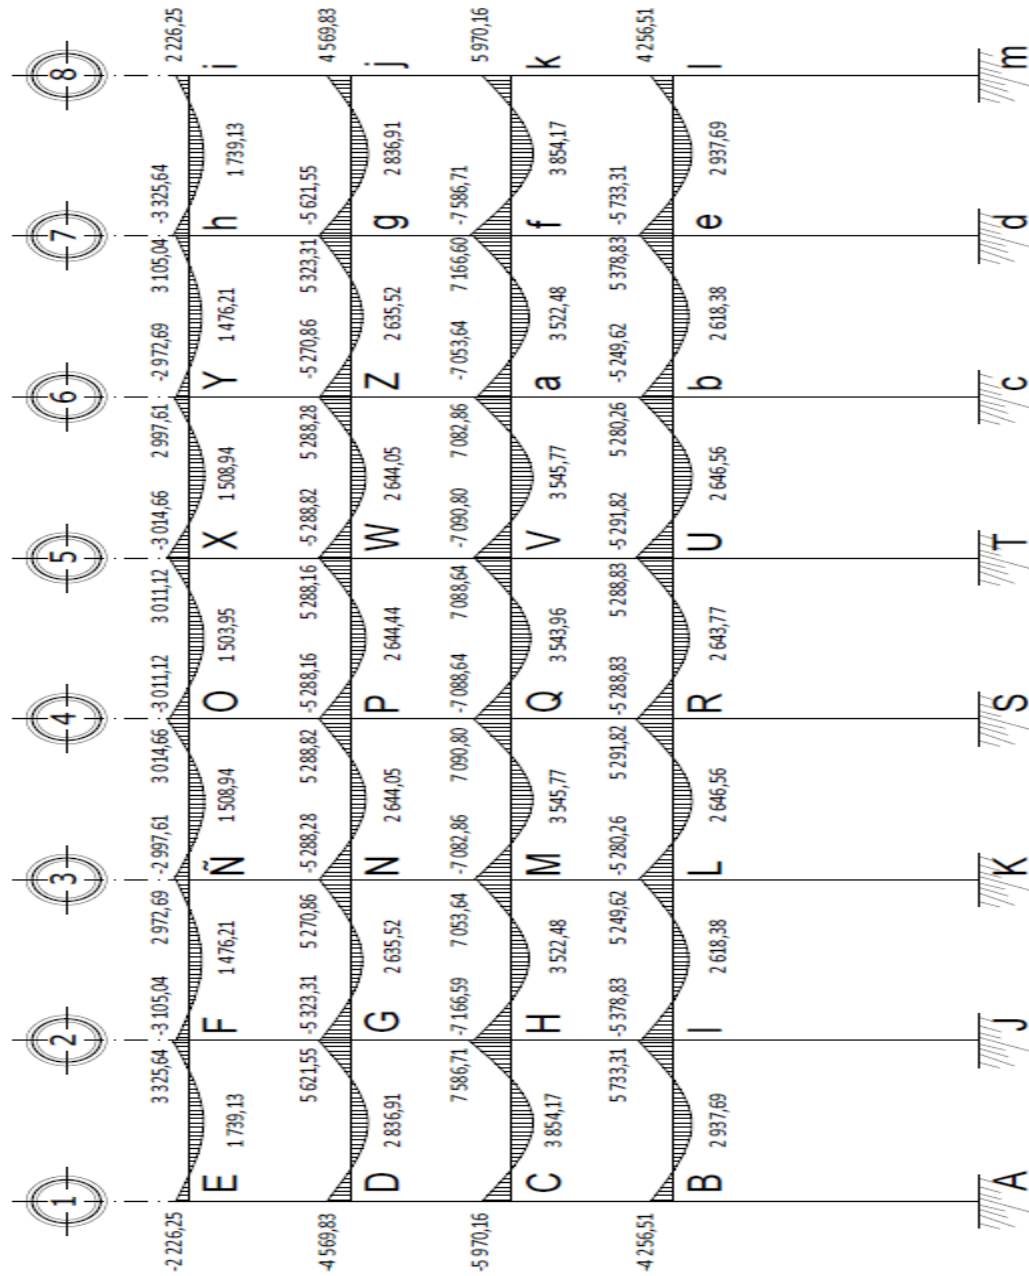 1 2 3 4 5 6 7 8
-2 226,25 3 325,64 -3 105,04 2 972,69 -2 997,61 3 014,66 -3 011,12 3 011,12 -3 014,66 2 997,61 -2 972,69 3 105,04 -3 325,64 2 226,25
E F Ñ O X Y h i
1 739,13 1 476,21 1 508,94 1 503,95 1 508,94 1 476,21 1 739,13
-4 569,83 5 621,55 -5 323,31 5 270,86 -5 288,28 5 288,82 -5 288,16 5 288,16 -5 288,82 5 288,28 -5 270,86 5 323,31 -5 621,55 4 569,83
D G N P W Z g j
2 836,91 2 635,52 2 644,05 2 644,44 2 644,05 2 635,52 2 836,91
-5 970,16 7 586,71 -7 166,59 7 053,64 -7 082,86 7 090,80 -7 088,64 7 088,64 -7 090,80 7 082,86 -7 053,64 7 166,60 -7 586,71 5 970,16
C H M Q V a f k
3 854,17 3 522,48 3 545,77 3 543,96 3 545,77 3 522,48 3 854,17
-4 256,51 5 733,31 -5 378,83 5 249,62 -5 280,26 5 291,82 -5 288,83 5 288,83 -5 291,82 5 280,26 -5 249,62 5 378,83 -5 733,31 4 256,51
B I L R U b e l
2 937,69 2 618,38 2 646,56 2 643,77 2 646,56 2 618,38 2 937,69
A J K S T c d m